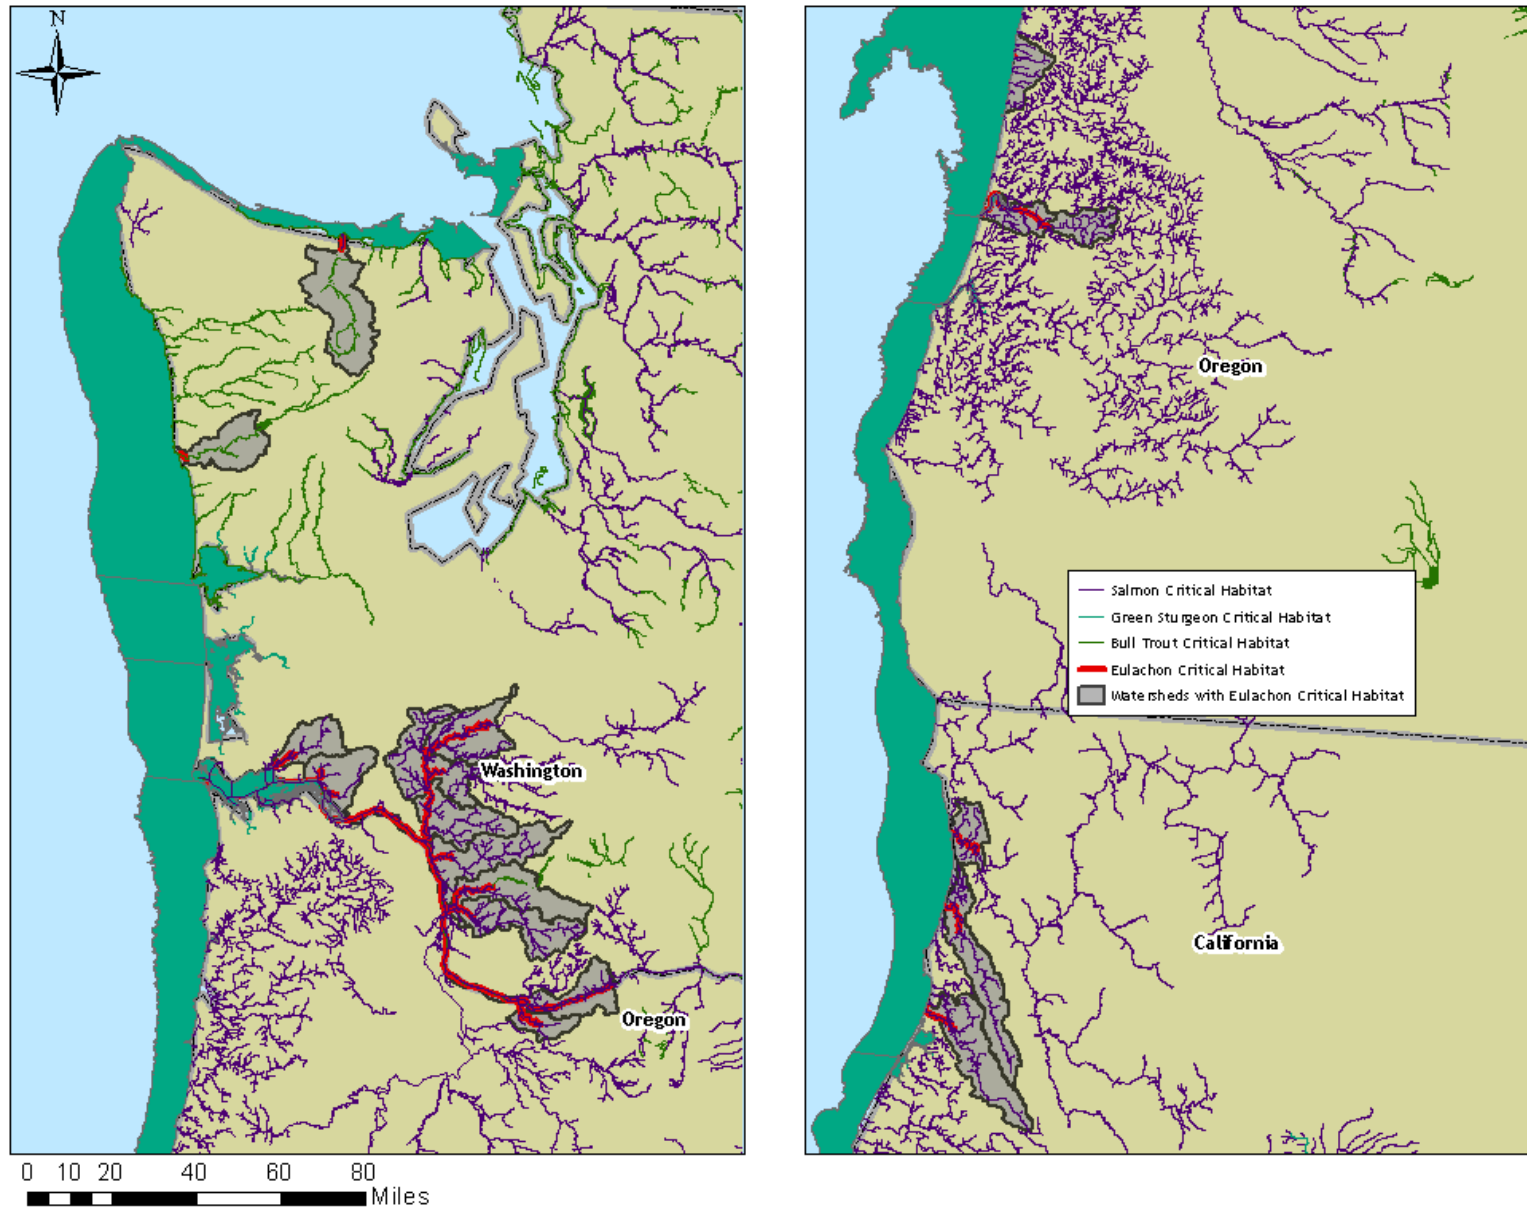 N
Washington
Oregon
0 10 20 40 60 80
Miles
Oregon
Salmon Critical Habitat
Green Sturgeon Critical Habitat
Bull Trout Critical Habitat
Eulachon Critical Habitat
Watersheds with Eulachon Critical Habitat
California